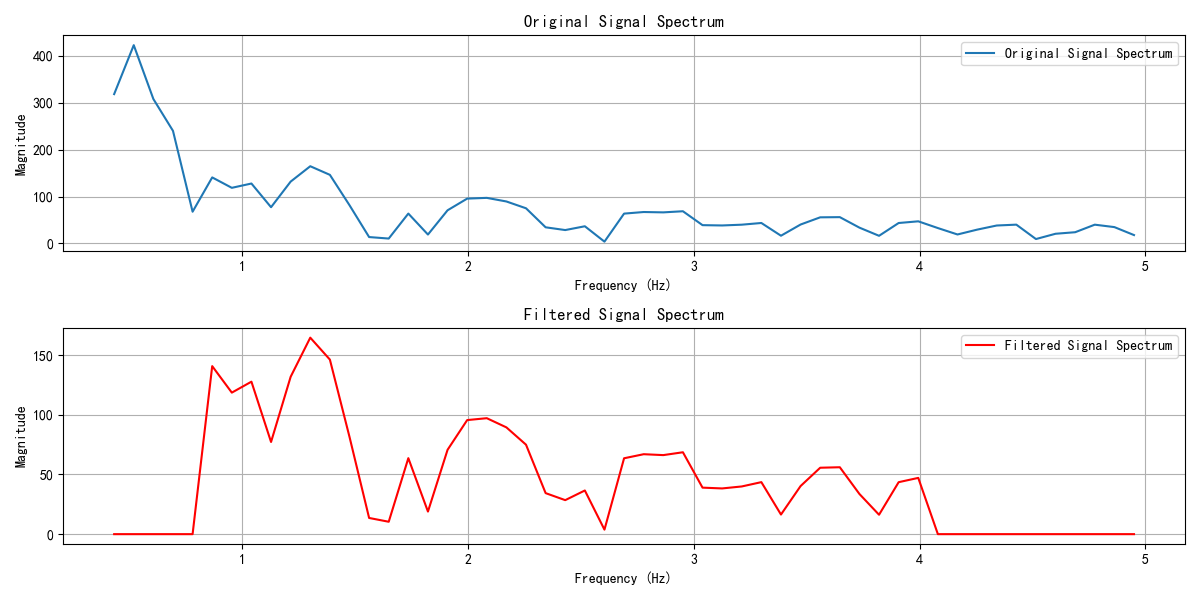 Original Signal Spectrum
Original Signal Spectrum
400
300
200
100
0
Magnitude
1 2 3 4 5
Frequency (Hz)
Filtered Signal Spectrum
Filtered Signal Spectrum
150
100
50
0
Magnitude
1 2 3 4 5
Frequency (Hz)